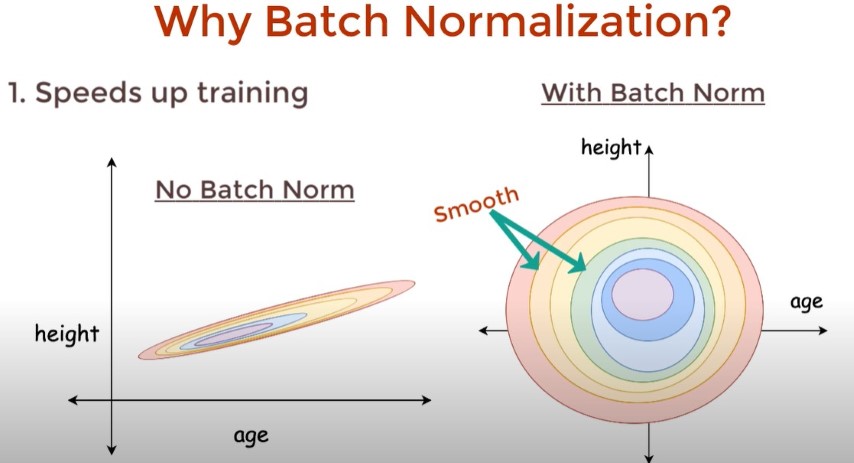 Why Batch Normalization?
1. Speeds up training
With Batch Norm
height
No Batch Norm
Smooth
age
height
age